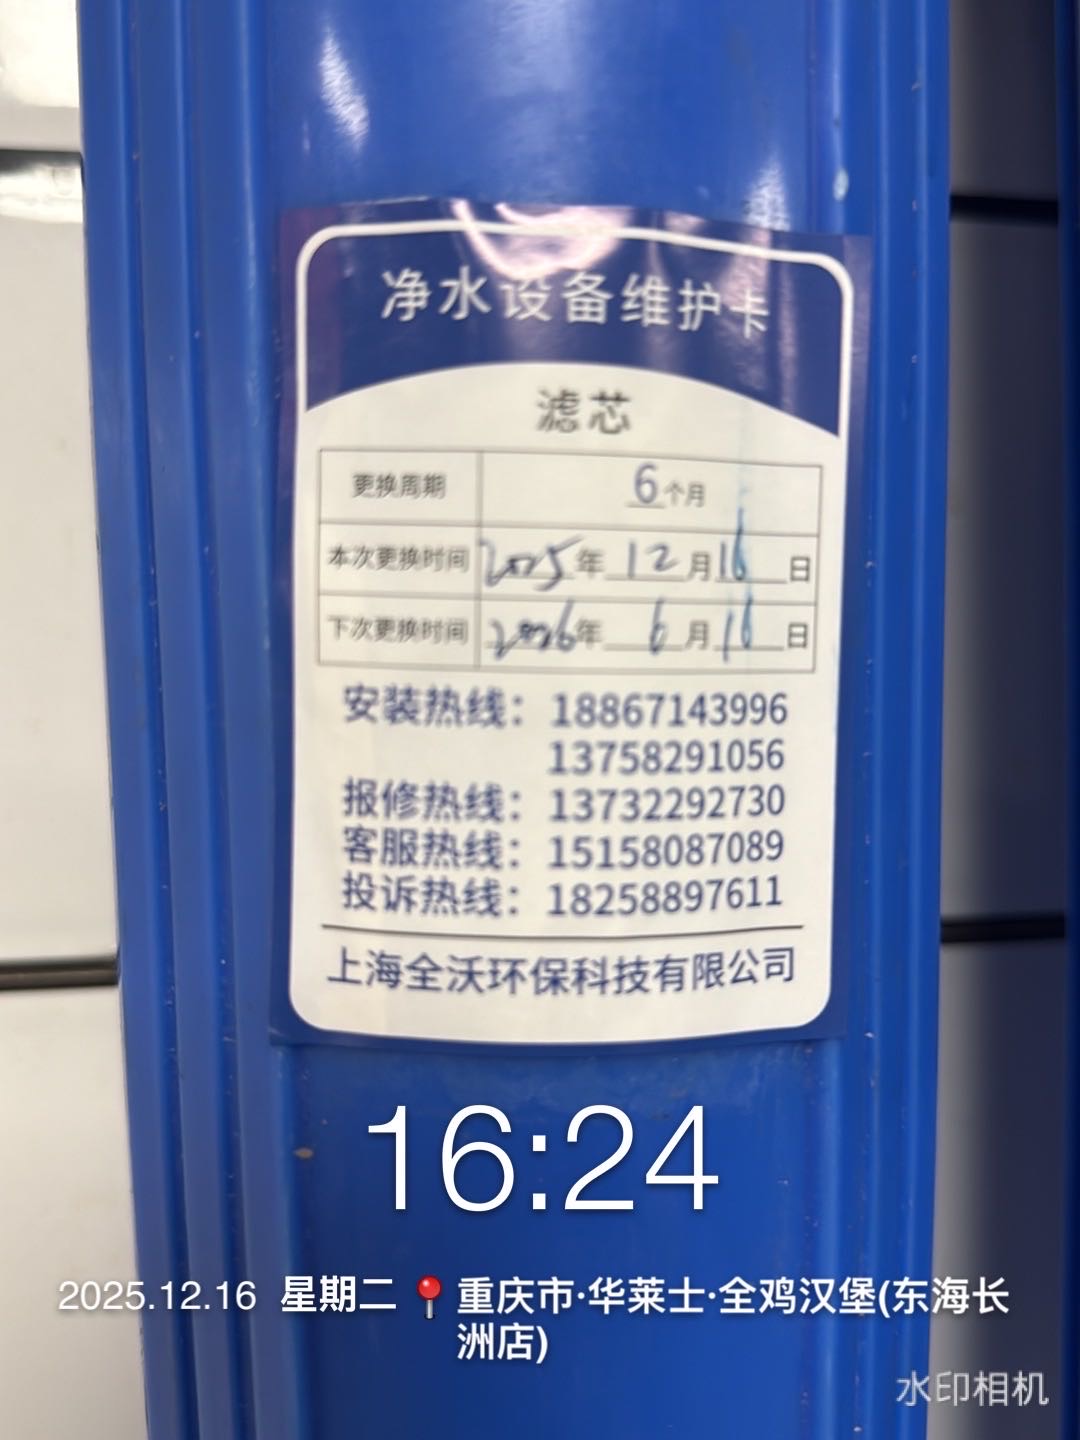 净水设备维护卡
滤芯
更换周期 6个月
本次更换时间 2025年12月16日
下次更换时间 2026年6月16日
安装热线：18867143996
13758291056
报修热线：13732292730
客服热线：15158087089
投诉热线：18258897611
上海全沃环保科技有限公司
16:24
2025.12.16 星期二 📍重庆市·华莱士·全鸡汉堡(东海长
洲店)
水印相机